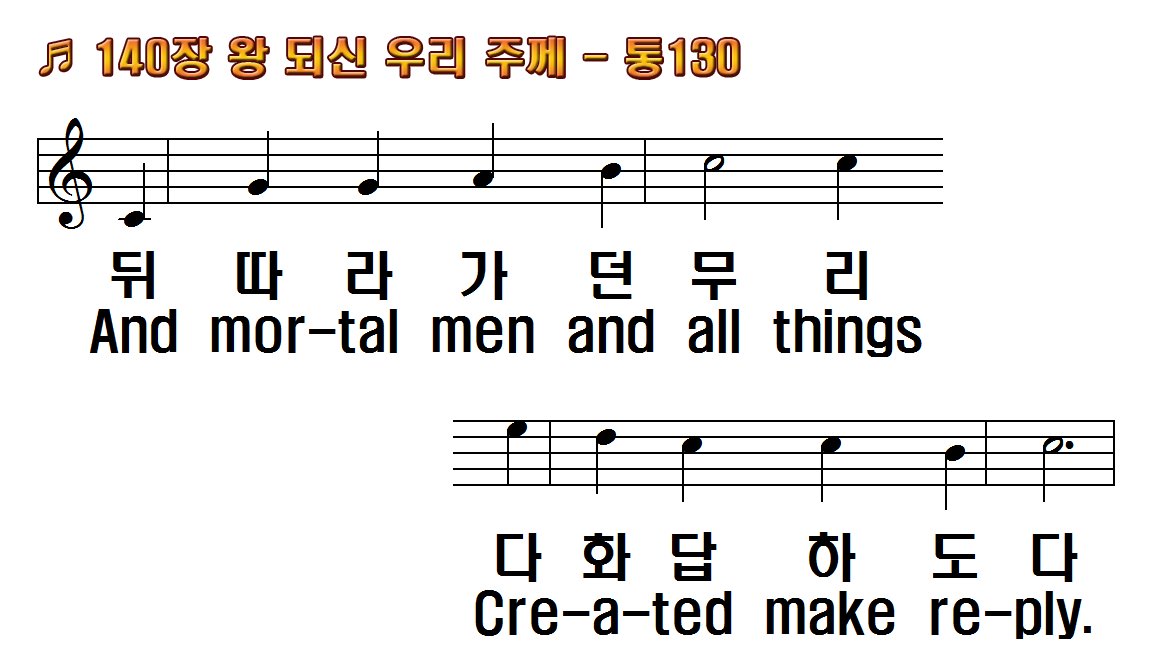 ♬ 140장 왕 되신 우리 주께 - 통130
뒤 따 라 가 던 무 리
And mor-tal men and all things
다 화 답 하 도 다
Cre-a-ted make re-ply.